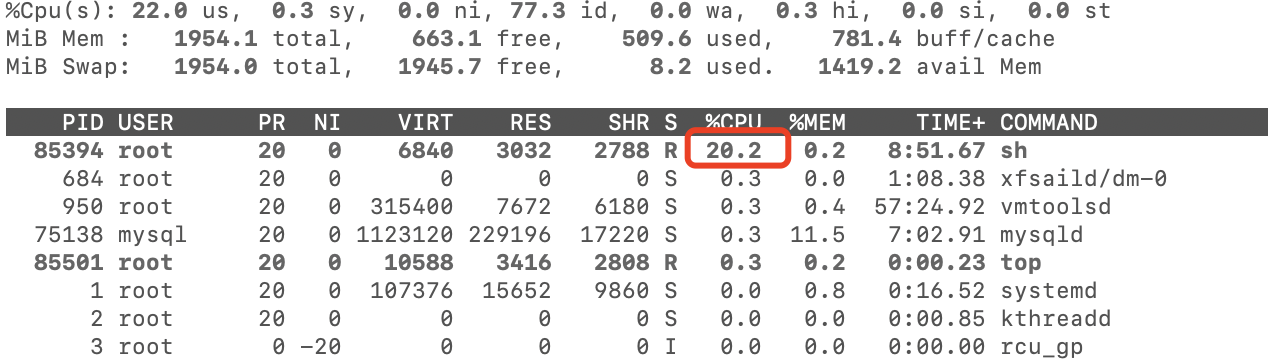 %Cpu(s): 22.0 us,  0.3 sy,  0.0 ni, 77.3 id,  0.0 wa,  0.3 hi,  0.0 si,  0.0 st
MiB Mem :   1954.1 total,    663.1 free,    509.6 used,    781.4 buff/cache
MiB Swap:   1954.0 total,   1945.7 free,      8.2 used.   1419.2 avail Mem
    PID USER      PR  NI    VIRT    RES    SHR S  %CPU  %MEM     TIME+ COMMAND
  85394 root      20   0    6840   3032   2788 R  20.2   0.2   8:51.67 sh
    684 root      20   0       0      0      0 S   0.3   0.0   1:08.38 xfsaild/dm-0
    950 root      20   0  315400   7672   6180 S   0.3   0.4  57:24.92 vmtoolsd
  75138 mysql     20   0 1123120 229196  17220 S   0.3  11.5   7:02.91 mysqld
  85501 root      20   0   10588   3416   2808 R   0.3   0.2   0:00.23 top
      1 root      20   0  107376  15652   9860 S   0.0   0.8   0:16.52 systemd
      2 root      20   0       0      0      0 S   0.0   0.0   0:00.85 kthreadd
      3 root       0 -20       0      0      0 I   0.0   0.0   0:00.00 rcu_gp